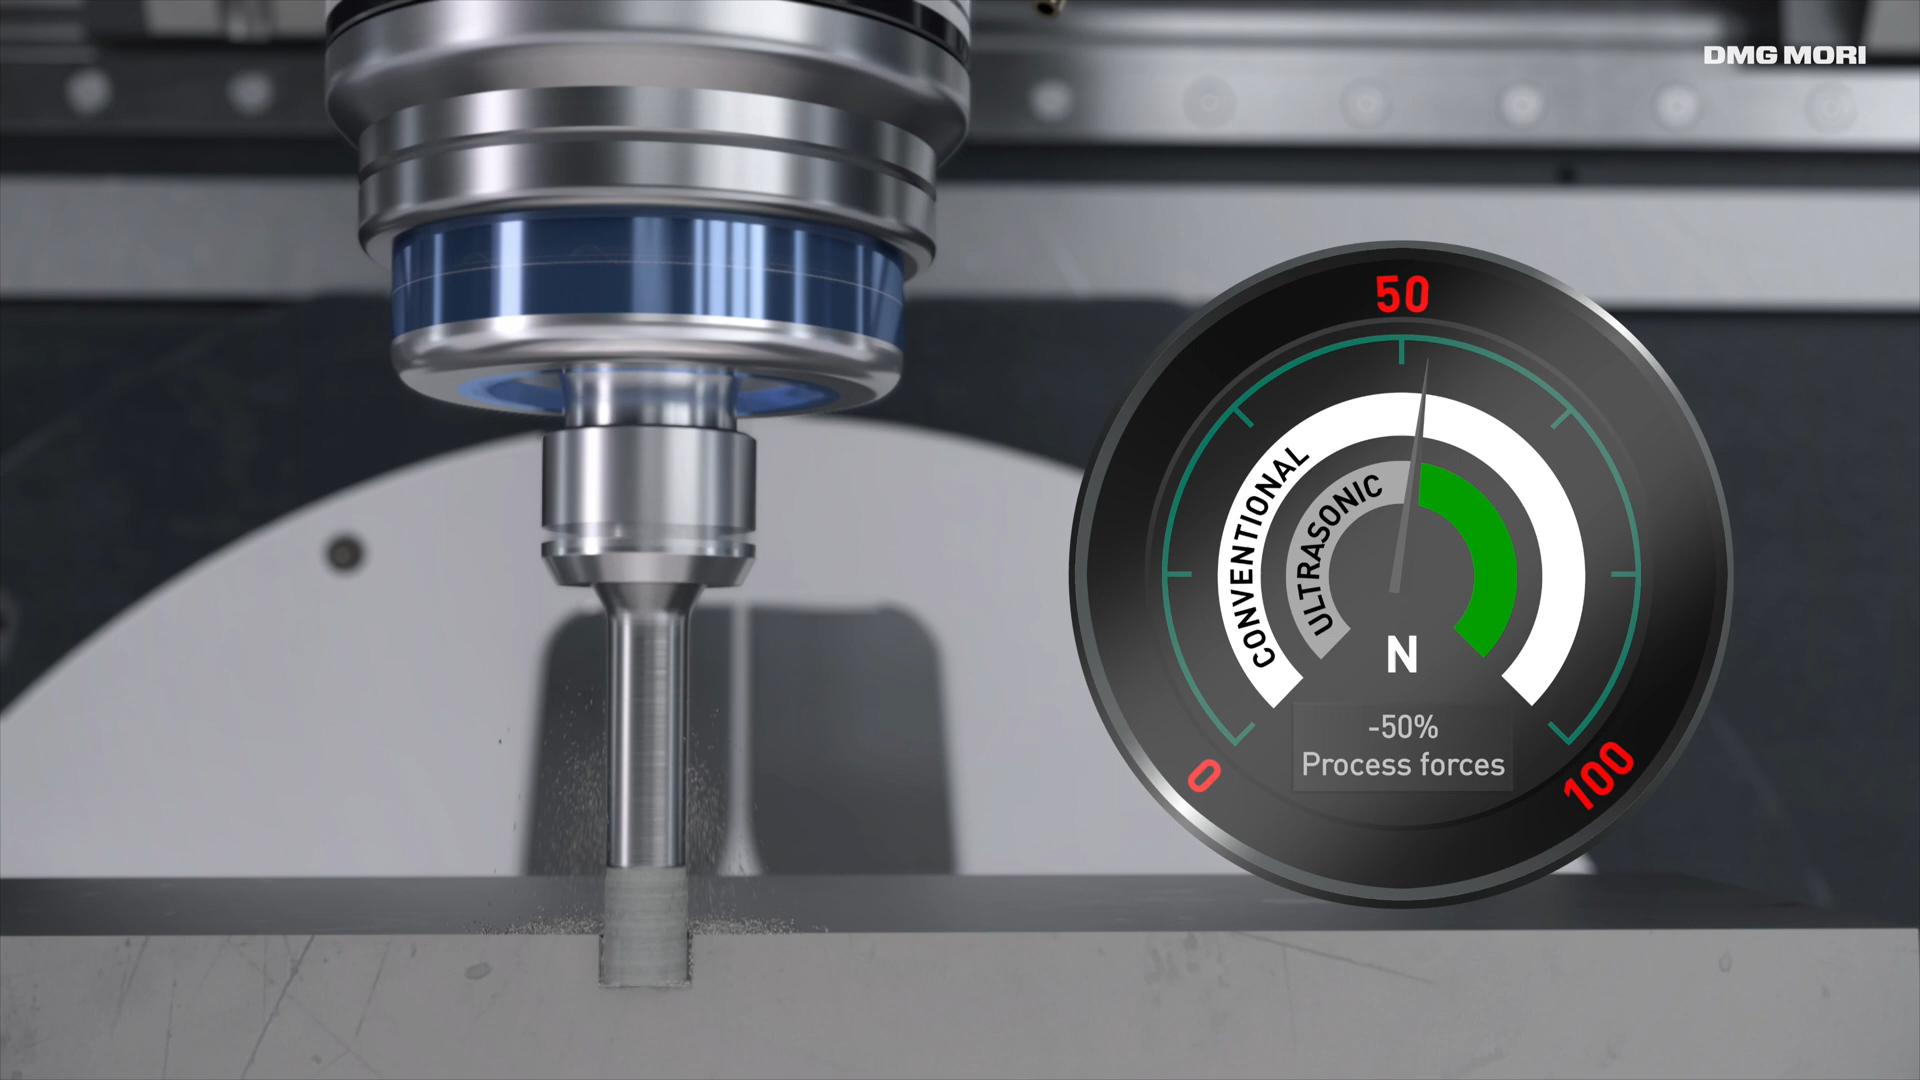 DMG MORI
50
CONVENTIONAL
ULTRASONIC
N
-50%
Process forces
0
100